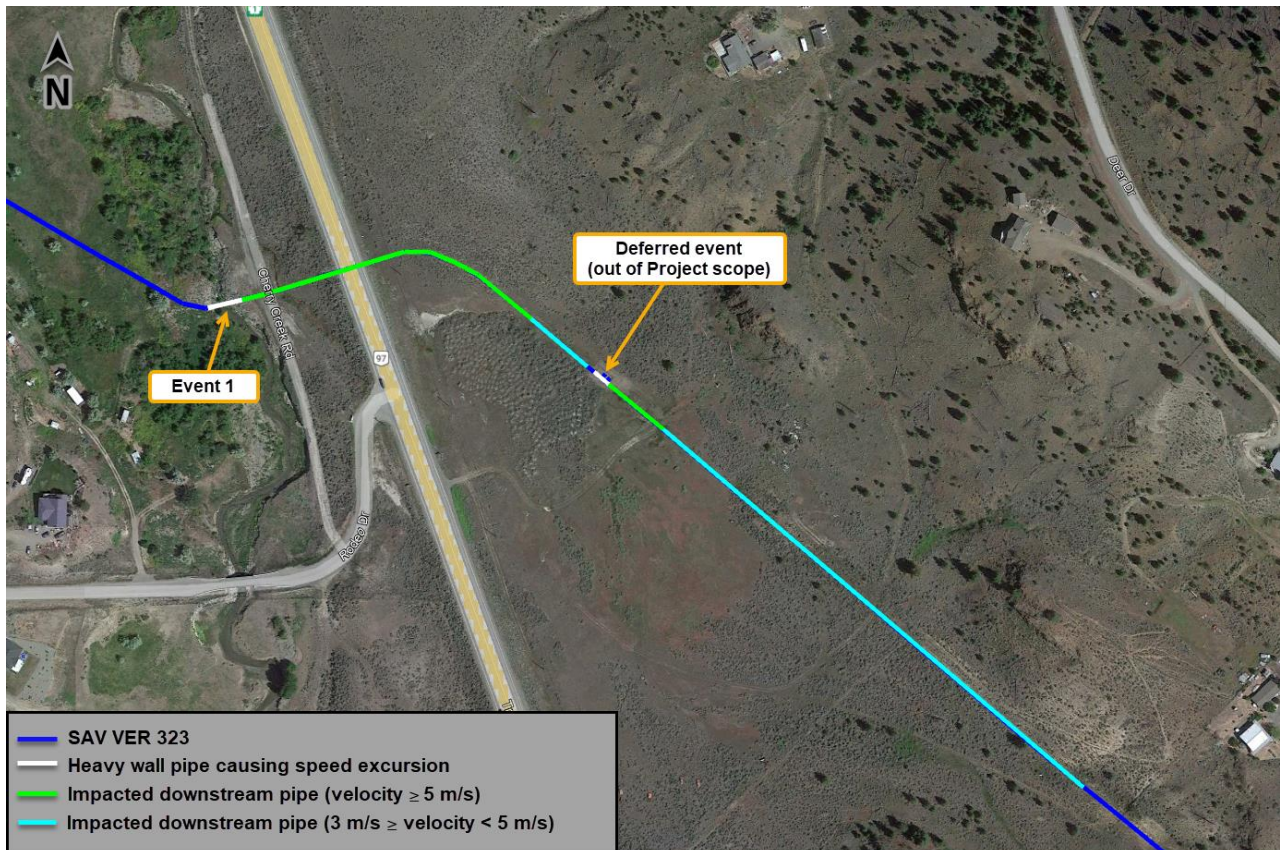 1
N
Deer Dr
Deferred event
(out of Project scope)
Cherry Creek Rd
97
Event 1
Rodeo Dr
SAV VER 323
Heavy wall pipe causing speed excursion
Impacted downstream pipe (velocity ≥ 5 m/s)
Impacted downstream pipe (3 m/s ≥ velocity < 5 m/s)